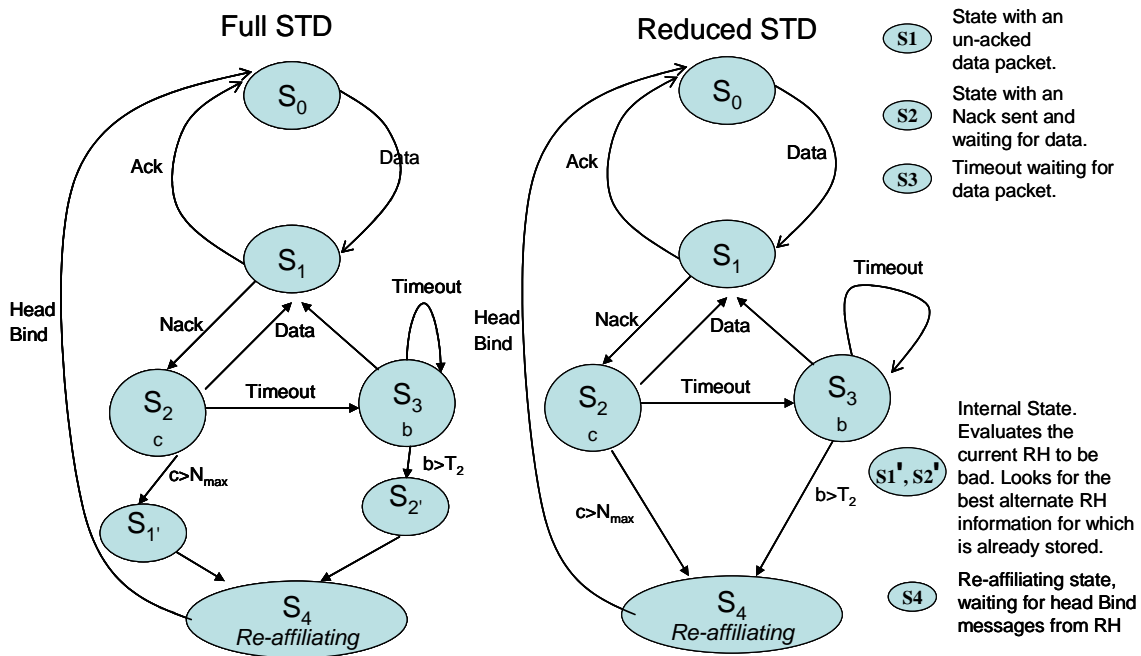 Full STD
S0
Ack
Data
S1
Timeout
Head
Bind
Nack
Data
S2
c
Timeout
S3
b
c>Nmax
b>T2
S1'
S2'
S4
Re-affiliating
Reduced STD
S0
Ack
Data
S1
Timeout
Head
Bind
Nack
Data
S2
c
Timeout
S3
b
c>Nmax
b>T2
S4
Re-affiliating
S1
State with an
un-acked
data packet.
S2
State with an
Nack sent and
waiting for data.
S3
Timeout waiting for
data packet.
S1', S2'
Internal State.
Evaluates the
current RH to be
bad. Looks for the
best alternate RH
information for which
is already stored.
S4
Re-affiliating state,
waiting for head Bind
messages from RH